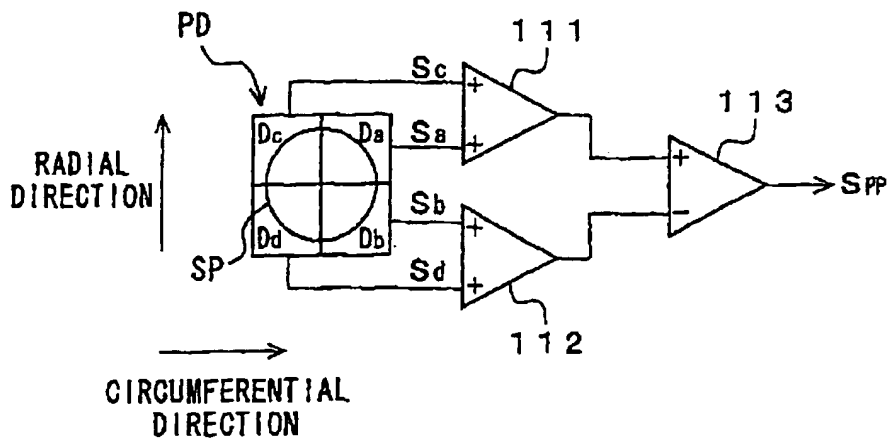 PD
Sc
111
113
Dc Da
Sa
+
+
+
−
SPP
RADIAL
DIRECTION
Sb
Dd Db
SP
Sd
+
+
112
CIRCUMFERENTIAL
DIRECTION